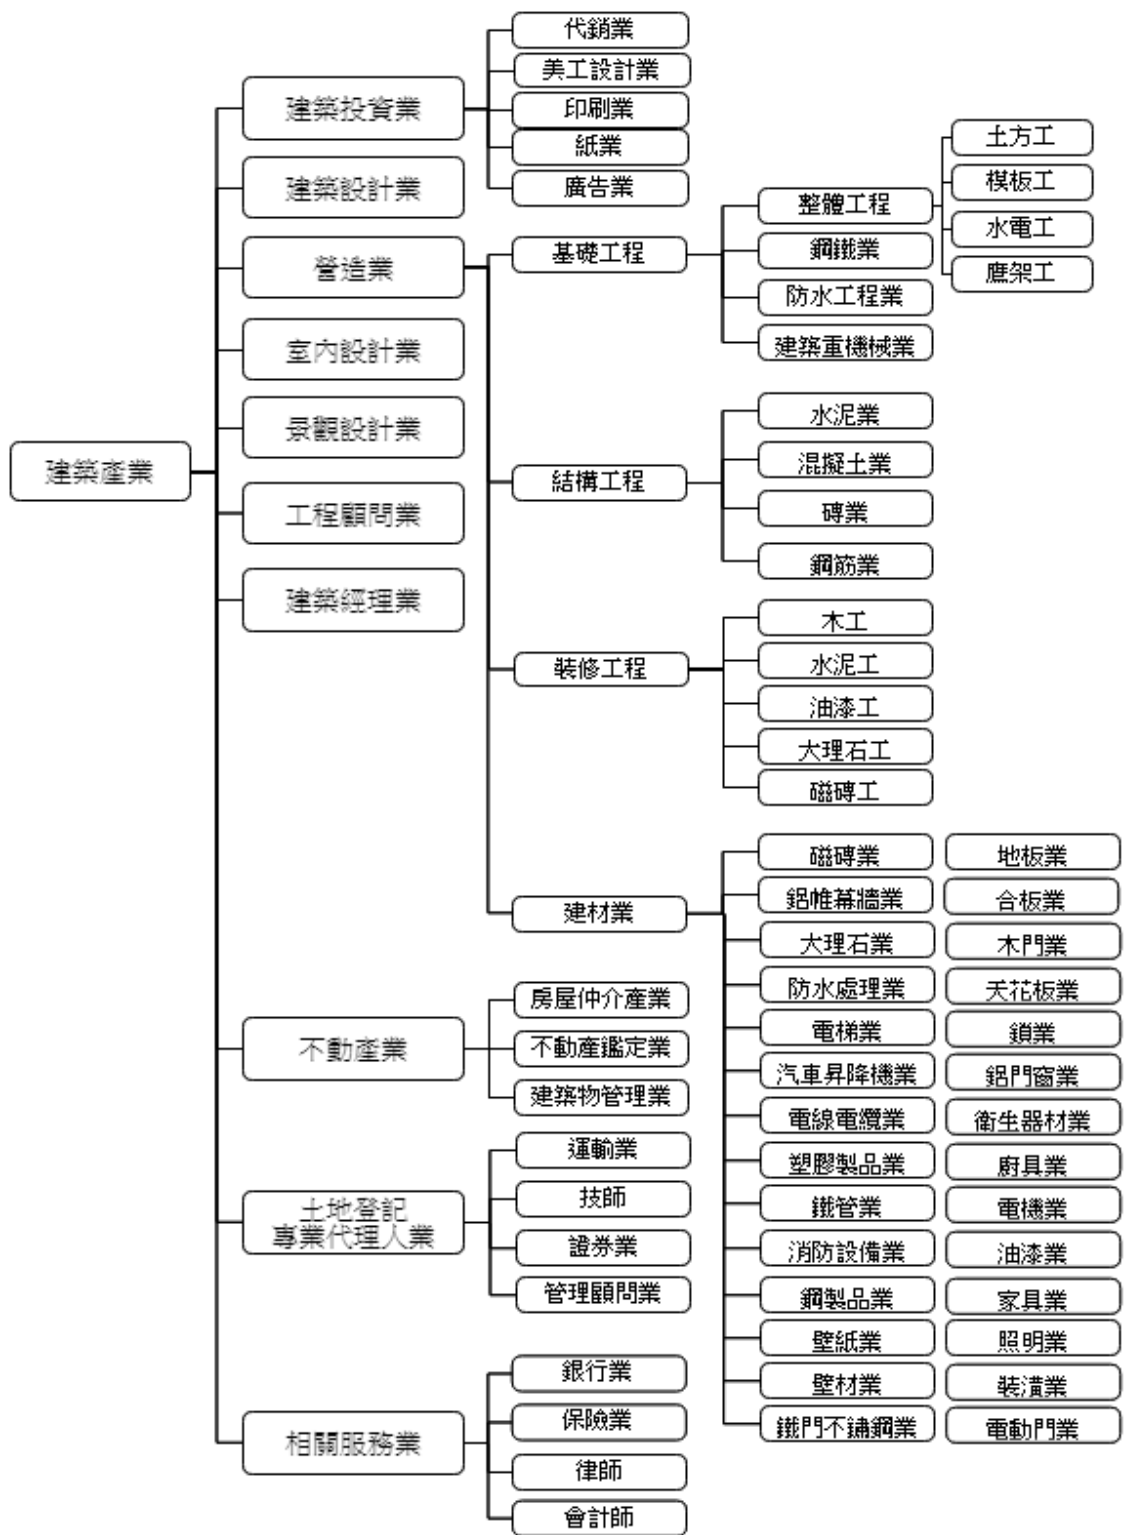 建築產業
建築投資業
代銷業
美工設計業
印刷業
紙業
廣告業
建築設計業
營造業
基礎工程
整體工程
土方工
模板工
水電工
鷹架工
鋼鐵業
防水工程業
建築重機械業
結構工程
水泥業
混擬土業
磚業
鋼筋業
裝修工程
木工
水泥工
油漆工
大理石工
磁磚工
建材業
磁磚業
地板業
鋁帷幕牆業
合板業
大理石業
木門業
防水處理業
天花板業
電梯業
鎖業
汽車昇降機業
鋁門窗業
電線電纜業
衛生器材業
塑膠製品業
廚具業
鐵管業
電機業
消防設備業
油漆業
鋼製品業
家具業
壁紙業
照明業
壁材業
裝潢業
鐵門不鏽鋼業
電動門業
室內設計業
景觀設計業
工程顧問業
建築經理業
不動產業
房屋仲介產業
不動產鑑定業
建築物管理業
土地登記
專業代理人業
運輸業
技師
證券業
管理顧問業
相關服務業
銀行業
保險業
律師
會計師